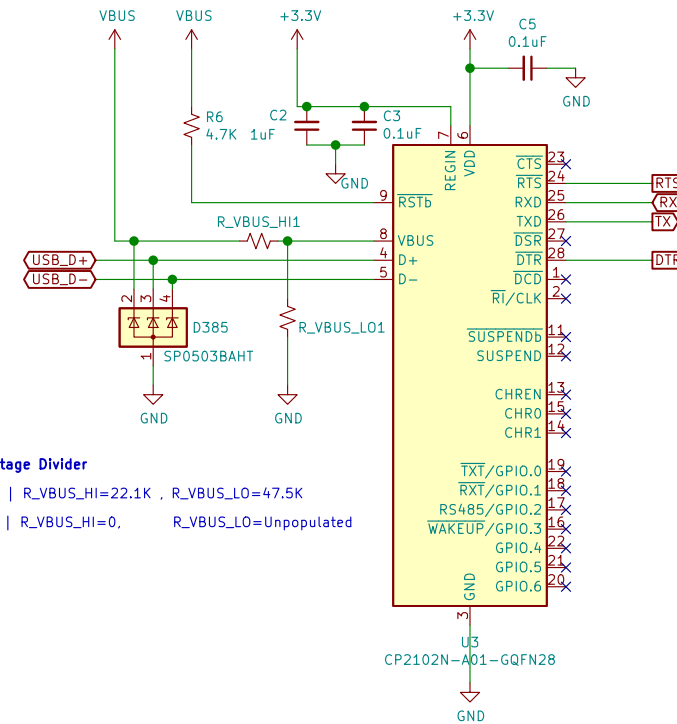 VBUS
VBUS
+3.3V
+3.3V
C5
0.1uF
GND
R6
4.7K
C2
1uF
C3
0.1uF
GND
7
6
REGIN
VDD
9
RSTb
R_VBUS_HI1
8
VBUS
USB_D+
4
D+
USB_D-
5
D-
2
3
4
D385
1
SP0503BAHT
R_VBUS_LO1
GND
GND
CTS
23
RTS
24
RTS
RXD
25
RX
TXD
26
TX
DSR
27
DTR
28
DTR
DCD
1
RI/CLK
2
SUSPENDb
11
SUSPEND
12
CHREN
13
CHR0
15
CHR1
14
TXT/GPIO.0
19
RXT/GPIO.1
18
RS485/GPIO.2
17
WAKEUP/GPIO.3
16
GPIO.4
22
GPIO.5
21
GPIO.6
20
tage Divider
| R_VBUS_HI=22.1K , R_VBUS_LO=47.5K
| R_VBUS_HI=0, R_VBUS_LO=Unpopulated
GND
3
U3
CP2102N-A01-GQFN28
GND